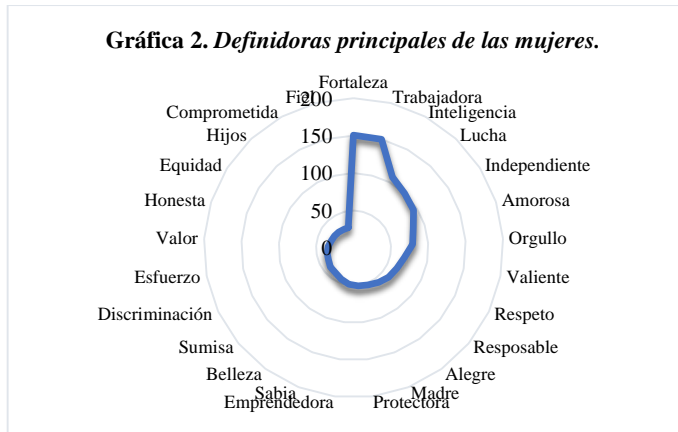 Gráfica 2. Definidoras principales de las mujeres.
Fortaleza
Trabajadora
Inteligencia
Lucha
Independiente
Amorosa
Orgullo
Valiente
Respeto
Resposable
Alegre
Madre
Protectora
Emprendedora
Sabia
Belleza
Sumisa
Discriminación
Esfuerzo
Valor
Honesta
Equidad
Hijos
Comprometida
Fiel
200
150
100
50
0